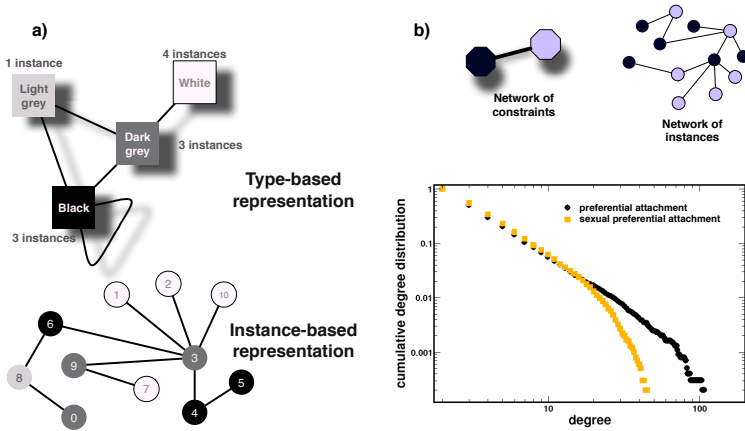 a)
4 instances
1 instance
White
Light
grey
Dark
grey
3 instances
Type-based
representation
Black
3 instances
1
2
10
6
Instance-based
representation
3
9
8
7
5
4
0
b)
Network of
constraints
Network of
instances
cumulative degree distribution
1
0.1
0.01
0.001
preferential attachment
sexual preferential attachment
10
100
degree